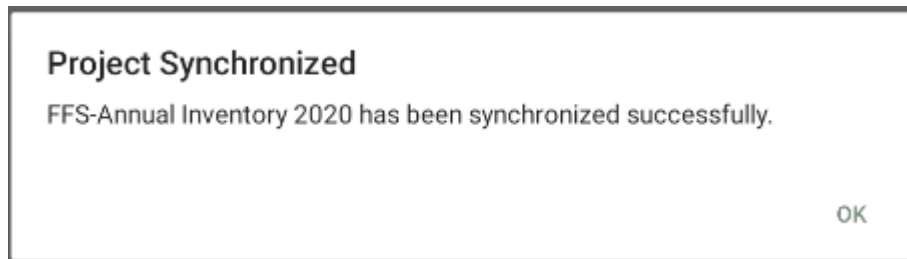 Project Synchronized
FFS-Annual Inventory 2020 has been synchronized successfully.
OK